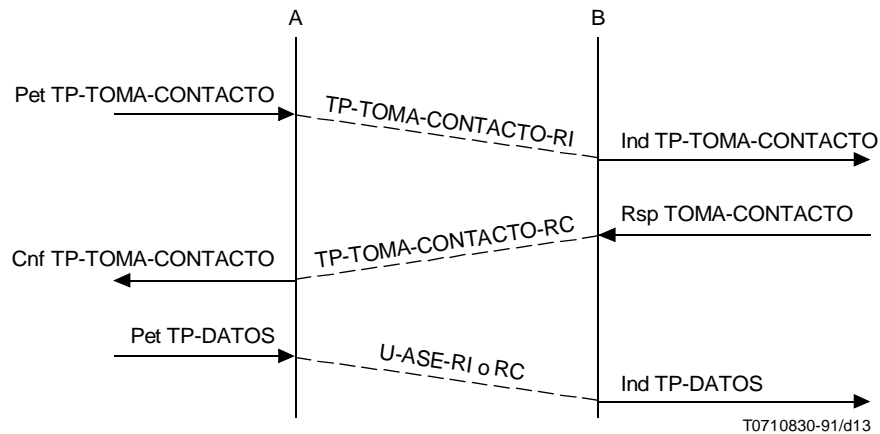 A
B
Pet TP-TOMA-CONTACTO
TP-TOMA-CONTACTO-RI
Ind TP-TOMA-CONTACTO
Rsp TOMA-CONTACTO
TP-TOMA-CONTACTO-RC
Cnf TP-TOMA-CONTACTO
Pet TP-DATOS
U-ASE-RI o RC
Ind TP-DATOS
T0710830-91/d13